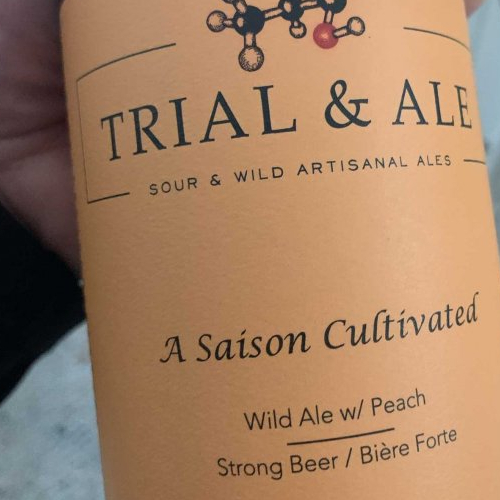 TRIAL & ALE
SOUR & WILD ARTISANAL ALES
A Saison Cultivated
Wild Ale w/ Peach
Strong Beer / Bière Forte